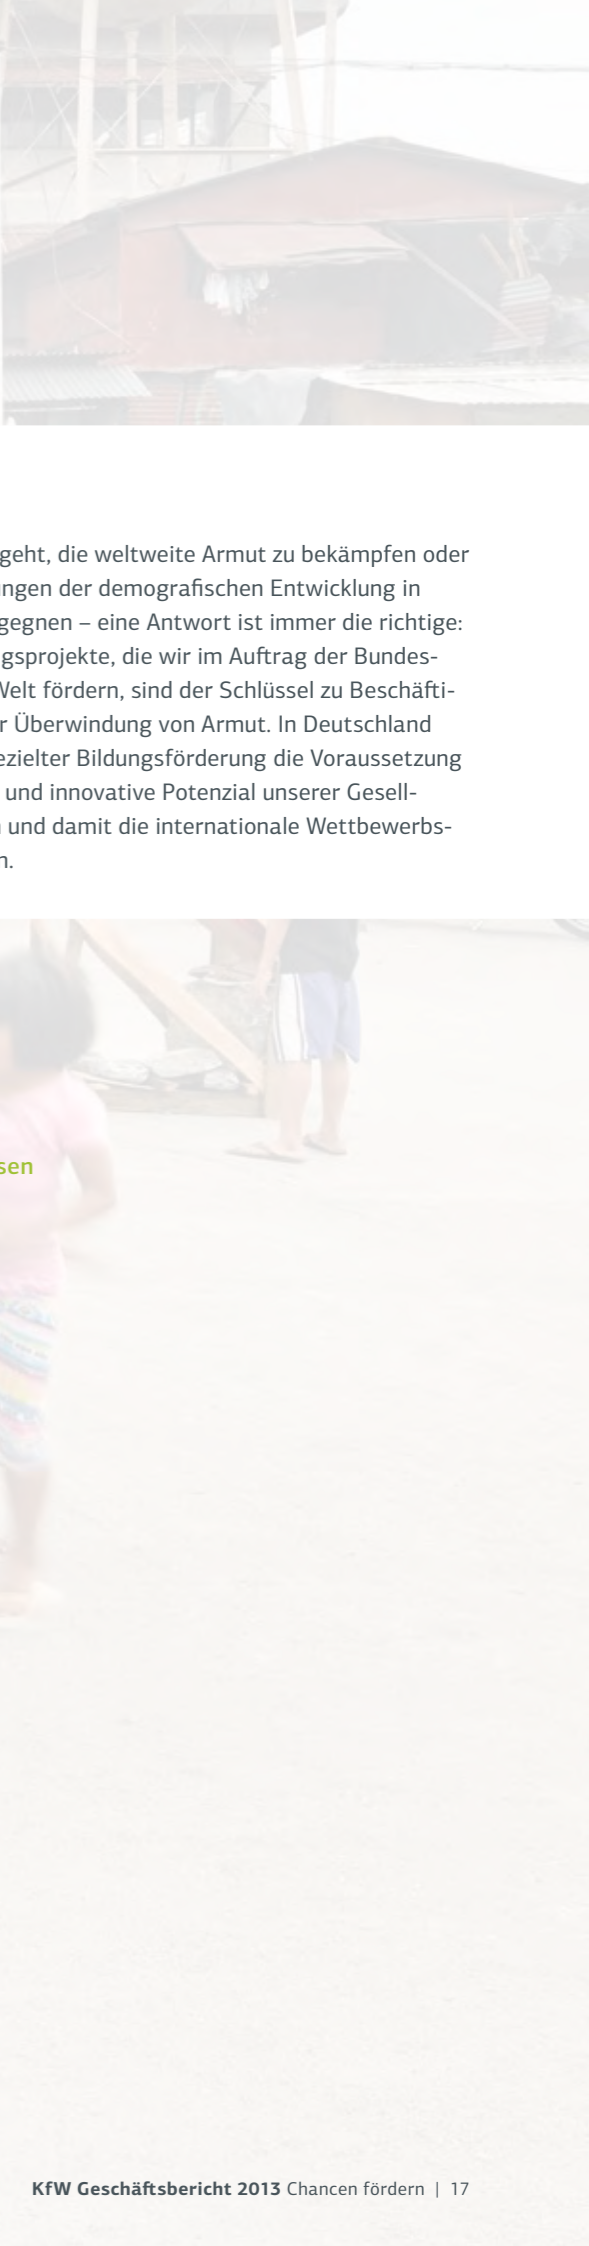 geht, die weltweite Armut zu bekämpfen oder
ngen der demografischen Entwicklung in
gegnen – eine Antwort ist immer die richtige:
gsprojekte, die wir im Auftrag der Bundes-
Welt fördern, sind der Schlüssel zu Beschäfti-
r Überwindung von Armut. In Deutschland
ezielter Bildungsförderung die Voraussetzung
und innovative Potenzial unserer Gesell-
und damit die internationale Wettbewerbs-
n.
sen
KfW Geschäftsbericht 2013 Chancen fördern | 17